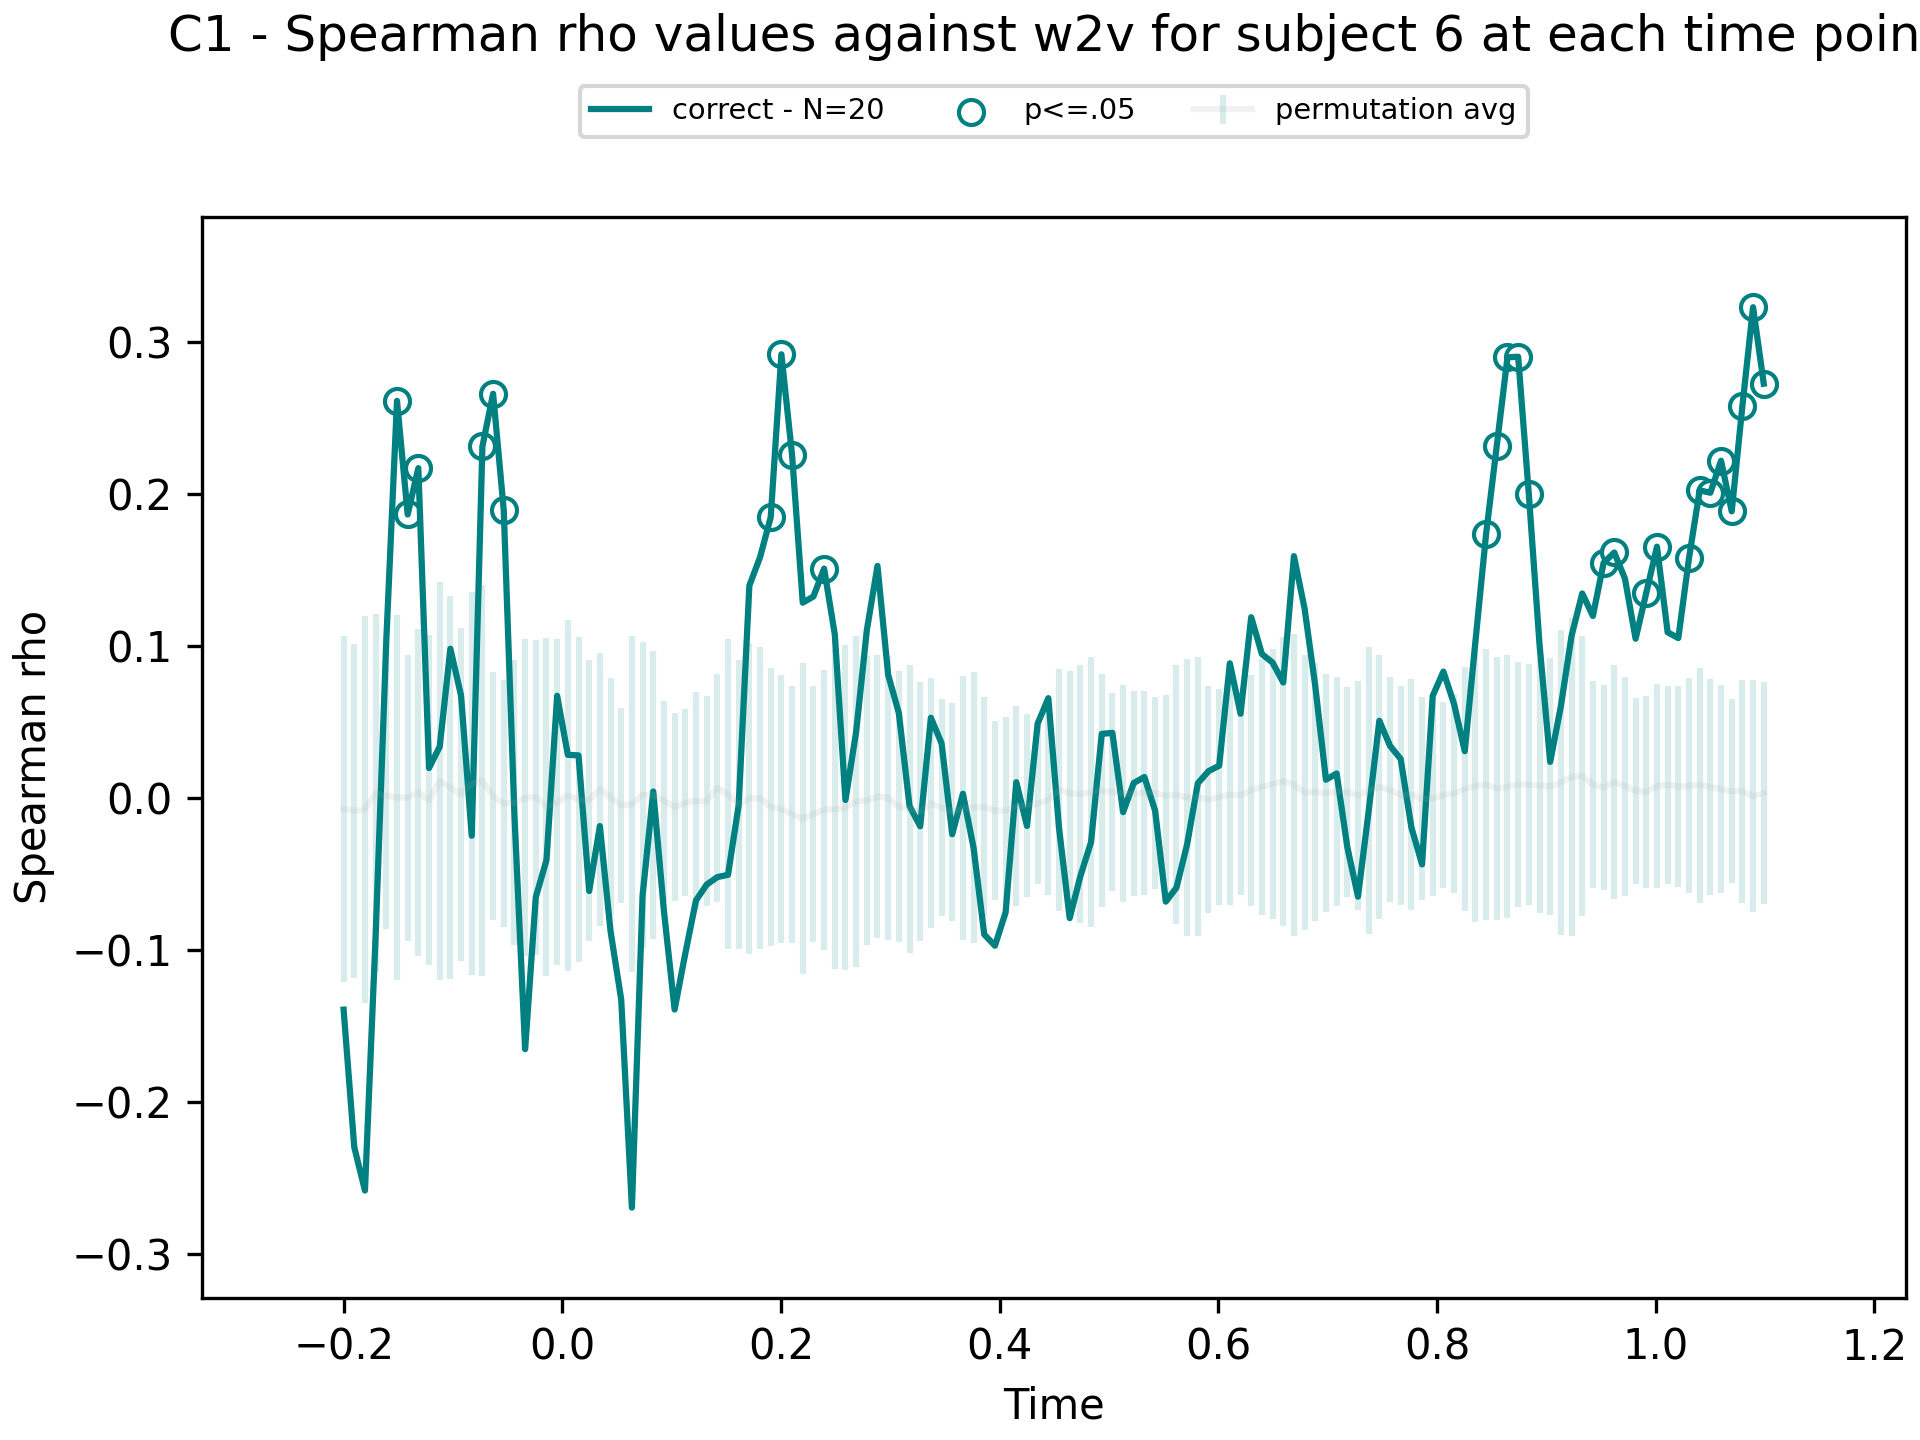 C1 - Spearman rho values against w2v for subject 6 at each time poin
correct - N=20 p<=.05 permutation avg
Spearman rho
0.3
0.2
0.1
0.0
−0.1
−0.2
−0.3
−0.2 0.0 0.2 0.4 0.6 0.8 1.0 1.2
Time